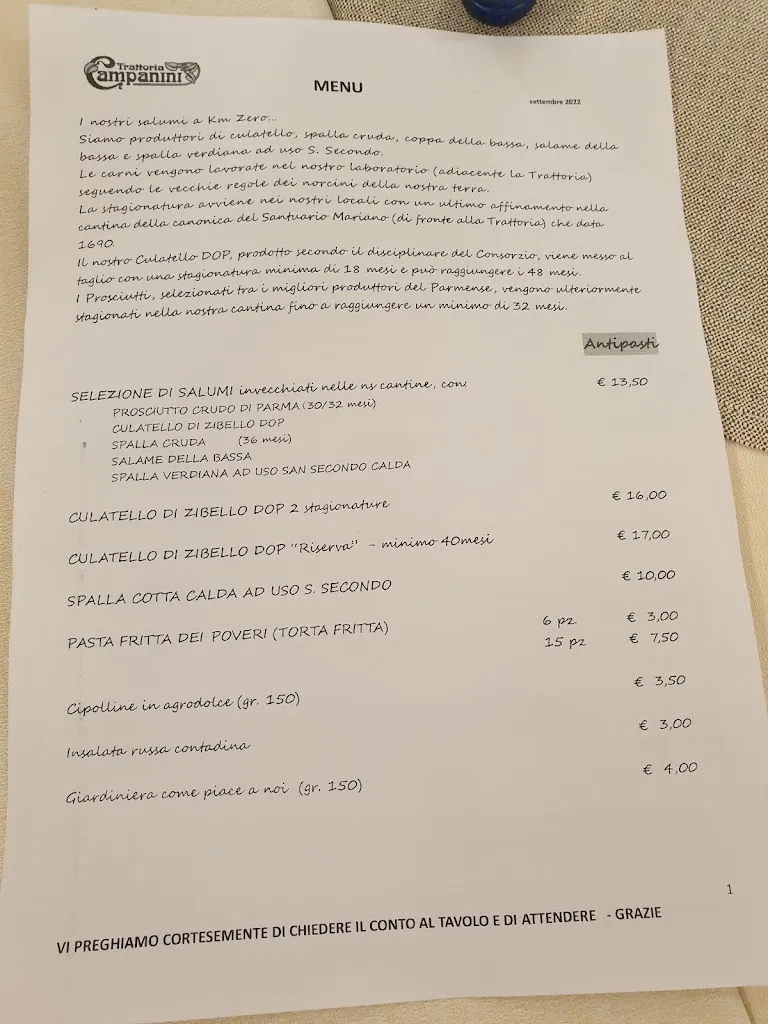 Trattoria
Campanini
MENU
settembre 2022
I nostri salumi a Km Zero...
Siamo produttori di culatello, spalla cruda, coppa della bassa, salame della
bassa e spalla verdiana ad uso S. Secondo.
Le carni vengono lavorate nel nostro laboratorio (adiacente la Trattoria)
seguendo le vecchie regole dei norcini della nostra terra.
La stagionatura avviene nei nostri locali con un ultimo affinamento nella
cantina della canonica del Santuario Mariano (di fronte alla Trattoria) che data
1690.
Il nostro Culatello DOP, prodotto secondo il disciplinare del Consorzio, viene messo al
taglio con una stagionatura minima di 18 mesi e può raggiungere i 48 mesi.
I Prosciutti, selezionati tra i migliori produttori del Parmense, vengono ulteriormente
stagionati nella nostra cantina fino a raggiungere un minimo di 32 mesi.
Antipasti
SELEZIONE DI SALUMI invecchiati nelle ns cantine, con: € 13,50
PROSCIUTTO CRUDO DI PARMA (30/32 mesi)
CULATELLO DI ZIBELLO DOP
SPALLA CRUDA (36 mesi)
SALAME DELLA BASSA
SPALLA VERDIANA AD USO SAN SECONDO CALDA
CULATELLO DI ZIBELLO DOP 2 stagionature € 16,00
CULATELLO DI ZIBELLO DOP "Riserva" - minimo 40mesi € 17,00
SPALLA COTTA CALDA AD USO S. SECONDO € 10,00
PASTA FRITTA DEI POVERI (TORTA FRITTA) 6 pz. € 3,00
15 pz € 7,50
Cipolline in agrodolce (gr. 150) € 3,50
Insalata russa contadina € 3,00
Giardiniera come piace a noi (gr. 150) € 4,00
1
VI PREGHIAMO CORTESEMENTE DI CHIEDERE IL CONTO AL TAVOLO E DI ATTENDERE - GRAZIE